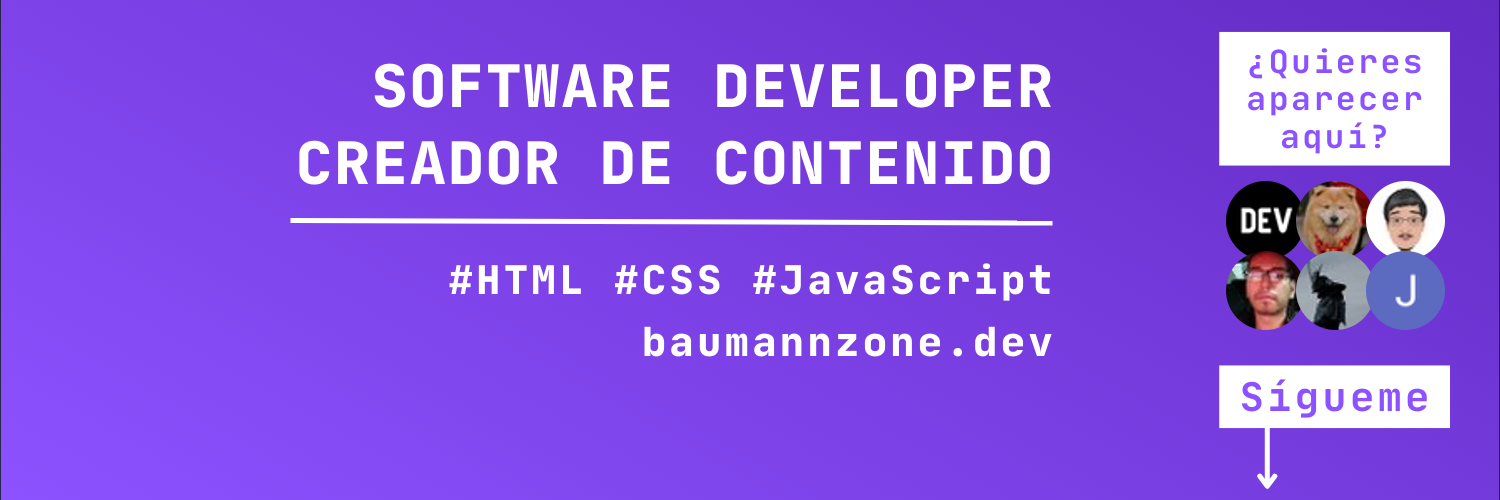 SOFTWARE DEVELOPER
CREADOR DE CONTENIDO
#HTML #CSS #JavaScript
baumannzone.dev
¿Quieres
aparecer
aquí?
DEV
J
Sígueme